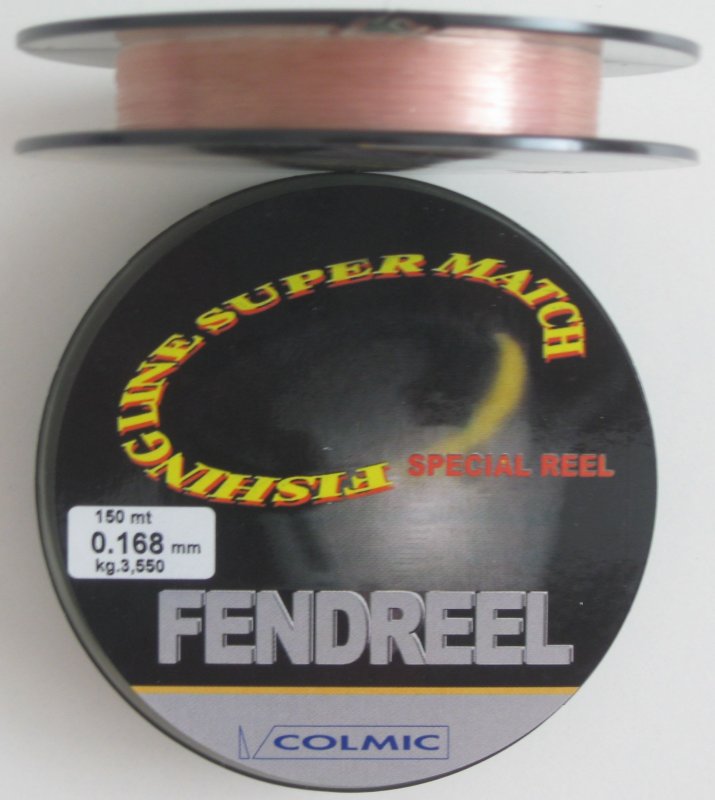 FISHING LINE SUPER MATCH
SPECIAL REEL
150 mt
0.168 mm
kg.3,550
FENDREEL
COLMIC